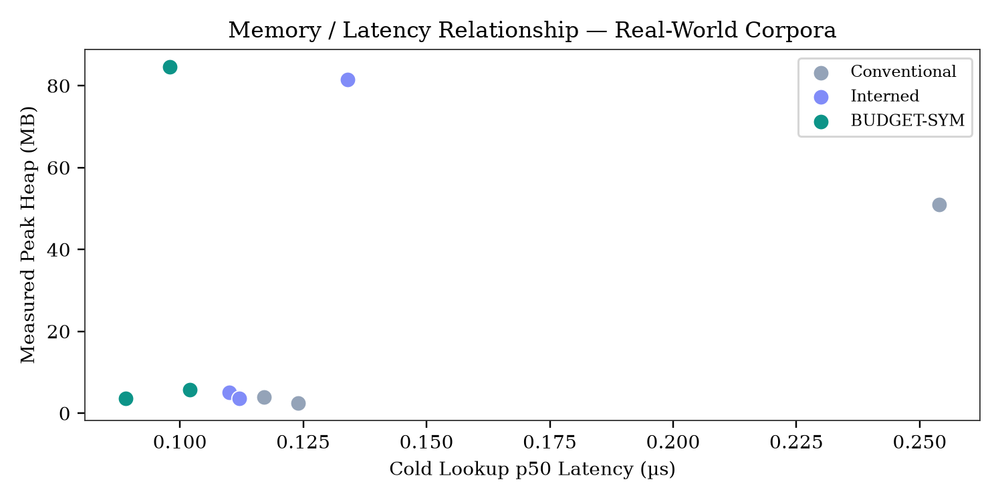 Memory / Latency Relationship — Real-World Corpora
Conventional
Interned
BUDGET-SYM
Measured Peak Heap (MB)
80
60
40
20
0
0.100 0.125 0.150 0.175 0.200 0.225 0.250
Cold Lookup p50 Latency (µs)